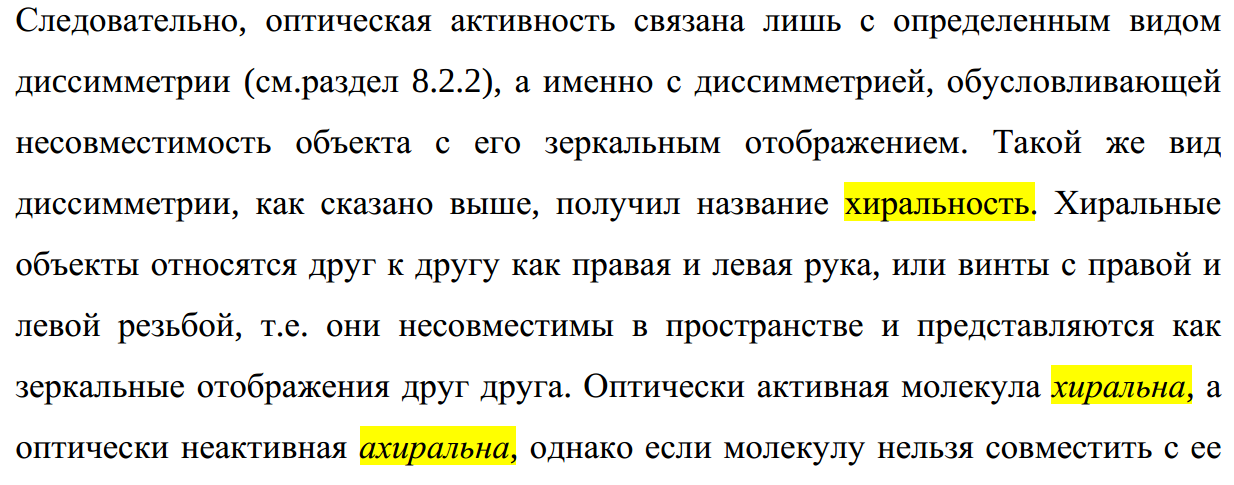 Следовательно, оптическая активность связана лишь с определенным видом
диссимметрии (см.раздел 8.2.2), а именно с диссимметрией, обусловливающей
несовместимость объекта с его зеркальным отображением. Такой же вид
диссимметрии, как сказано выше, получил название хиральность. Хиральные
объекты относятся друг к другу как правая и левая рука, или винты с правой и
левой резьбой, т.е. они несовместимы в пространстве и представляются как
зеркальные отображения друг друга. Оптически активная молекула хиральна, а
оптически неактивная ахиральна, однако если молекулу нельзя совместить с ее